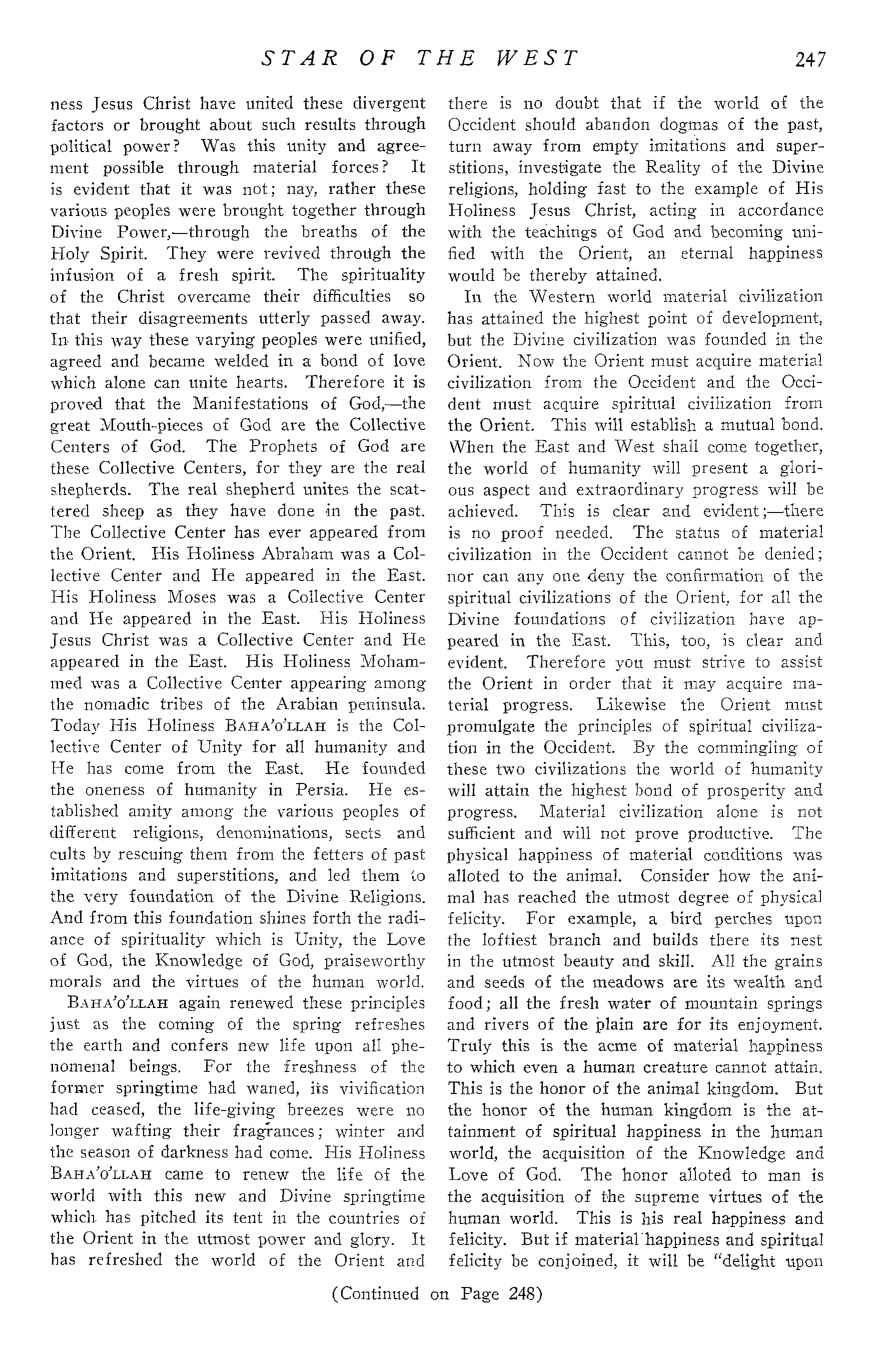 STAR OF THE WEST 247
ness Jesus Christ have united these divergent
factors or brought about such results through
political power? Was this unity and agree-
ment possible through material forces? It
is evident that it was not; nay, rather these
various peoples were brought together through
Divine Power,—through the breaths of the
Holy Spirit. They were revived through the
infusion of a fresh spirit. The spirituality
of the Christ overcame their difficulties so
that their disagreements utterly passed away.
In this way these varying peoples were unified,
agreed and became welded in a bond of love
which alone can unite hearts. Therefore it is
proved that the Manifestations of God,—the
great Mouth-pieces of God are the Collective
Centers of God. The Prophets of God are
these Collective Centers, for they are the real
shepherds. The real shepherd unites the scat-
tered sheep as they have done in the past.
The Collective Center has ever appeared from
the Orient. His Holiness Abraham was a Col-
lective Center and He appeared in the East.
His Holiness Moses was a Collective Center
and He appeared in the East. His Holiness
Jesus Christ was a Collective Center and He
appeared in the East. His Holiness Moham-
med was a Collective Center appearing among
the nomadic tribes of the Arabian peninsula.
Today His Holiness BAHA'O'LLAH is the Col-
lective Center of Unity for all humanity and
He has come from the East. He founded
the oneness of humanity in Persia. He es-
tablished amity among the various peoples of
different religions, denominations, sects and
cults by rescuing them from the fetters of past
imitations and superstitions, and led them to
the very foundation of the Divine Religions.
And from this foundation shines forth the radi-
ance of spirituality which is Unity, the Love
of God, the Knowledge of God, praiseworthy
morals and the virtues of the human world.
BAHA'O'LLAH again renewed these principles
just as the coming of the spring refreshes
the earth and confers new life upon all phe-
nomenal beings. For the freshness of the
former springtime had waned, its vivification
had ceased, the life-giving breezes were no
longer wafting their fragrances; winter and
the season of darkness had come. His Holiness
BAHA'O'LLAH came to renew the life of the
world with this new and Divine springtime
which has pitched its tent in the countries of
the Orient in the utmost power and glory. It
has refreshed the world of the Orient and
there is no doubt that if the world of the
Occident should abandon dogmas of the past,
turn away from empty imitations and super-
stitions, investigate the Reality of the Divine
religions, holding fast to the example of His
Holiness Jesus Christ, acting in accordance
with the teachings of God and becoming uni-
fied with the Orient, an eternal happiness
would be thereby attained.
In the Western world material civilization
has attained the highest point of development,
but the Divine civilization was founded in the
Orient. Now the Orient must acquire material
civilization from the Occident and the Occi-
dent must acquire spiritual civilization from
the Orient. This will establish a mutual bond.
When the East and West shall come together,
the world of humanity will present a glori-
ous aspect and extraordinary progress will be
achieved. This is clear and evident;—there
is no proof needed. The status of material
civilization in the Occident cannot be denied;
nor can any one deny the confirmation of the
spiritual civilizations of the Orient, for all the
Divine foundations of civilization have ap-
peared in the East. This, too, is clear and
evident. Therefore you must strive to assist
the Orient in order that it may acquire ma-
terial progress. Likewise the Orient must
promulgate the principles of spiritual civiliza-
tion in the Occident. By the commingling of
these two civilizations the world of humanity
will attain the highest bond of prosperity and
progress. Material civilization alone is not
sufficient and will not prove productive. The
physical happiness of material conditions was
alloted to the animal. Consider how the ani-
mal has reached the utmost degree of physical
felicity. For example, a bird perches upon
the loftiest branch and builds there its nest
in the utmost beauty and skill. All the grains
and seeds of the meadows are its wealth and
food; all the fresh water of mountain springs
and rivers of the plain are for its enjoyment.
Truly this is the acme of material happiness
to which even a human creature cannot attain.
This is the honor of the animal kingdom. But
the honor of the human kingdom is the at-
tainment of spiritual happiness in the human
world, the acquisition of the Knowledge and
Love of God. The honor alloted to man is
the acquisition of the supreme virtues of the
human world. This is his real happiness and
felicity. But if material happiness and spiritual
felicity be conjoined, it will be "delight upon
(Continued on Page 248)